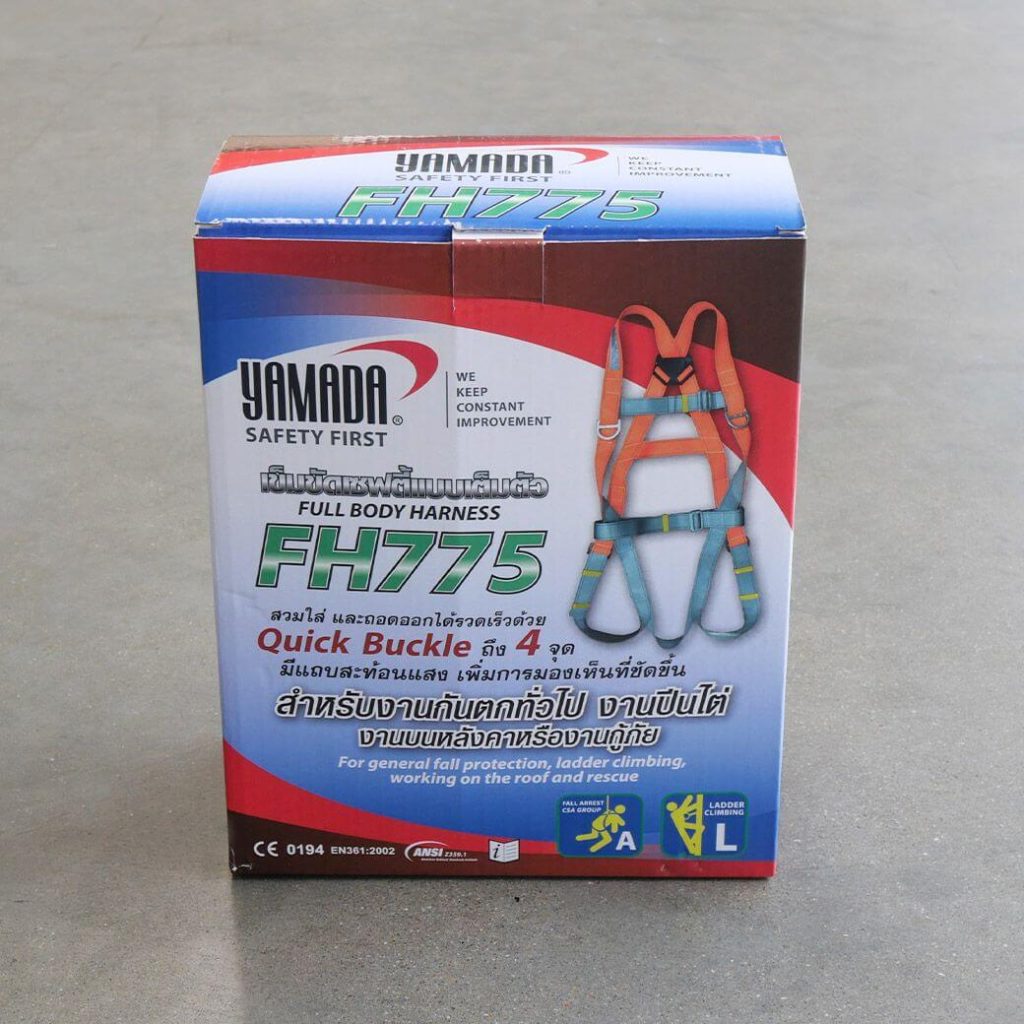 YAMADA®
SAFETY FIRST
WE
KEEP
CONSTANT
IMPROVEMENT
FH775
YAMADA®
SAFETY FIRST
WE
KEEP
CONSTANT
IMPROVEMENT
เข็มขัดเซฟตี้แบบเต็มตัว
FULL BODY HARNESS
FH775
สวมใส่ และถอดออกได้รวดเร็วด้วย
Quick Buckle ถึง 4 จุด
มีแถบสะท้อนแสง เพิ่มการมองเห็นที่ชัดขึ้น
สำหรับงานกันตกทั่วไป งานปีนไต่
งานบนหลังคาหรืองานกู้ภัย
For general fall protection, ladder climbing,
working on the roof and rescue
FALL ARREST
CSA GROUP
A
LADDER
CLIMBING
L
CE 0194 EN361:2002
ANSI Z359.1
i